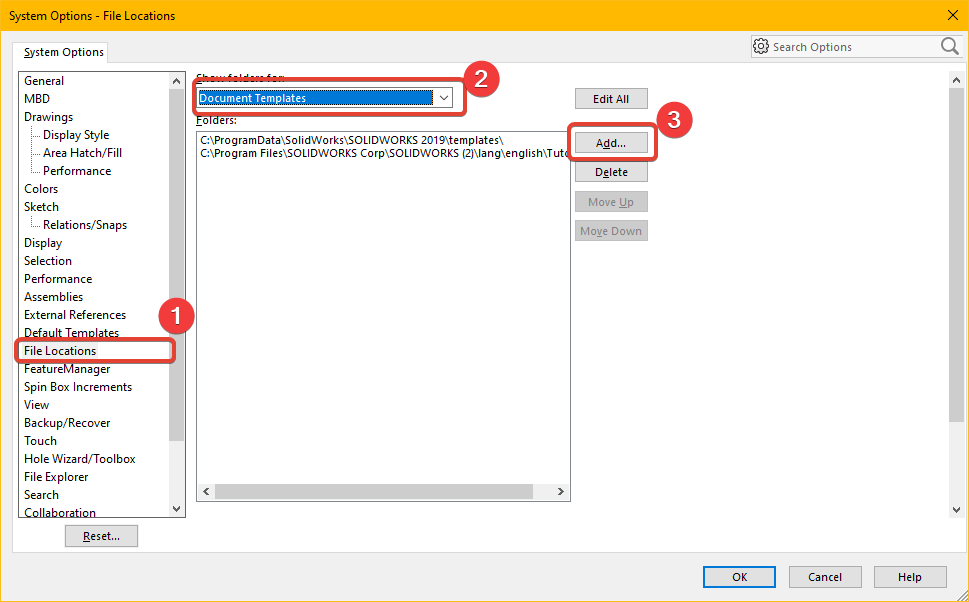 System Options - File Locations
System Options
Search Options
General
MBD
Drawings
Display Style
Area Hatch/Fill
Performance
Colors
Sketch
Relations/Snaps
Display
Selection
Performance
Assemblies
External References
Default Templates
File Locations
FeatureManager
Spin Box Increments
View
Backup/Recover
Touch
Hole Wizard/Toolbox
File Explorer
Search
Collaboration
Reset...
1
Show folders for:
Document Templates
2
Folders:
C:\ProgramData\SolidWorks\SOLIDWORKS 2019\templates\
C:\Program Files\SOLIDWORKS Corp\SOLIDWORKS (2)\lang\english\Tuto
Edit All
3
Add...
Delete
Move Up
Move Down
OK
Cancel
Help